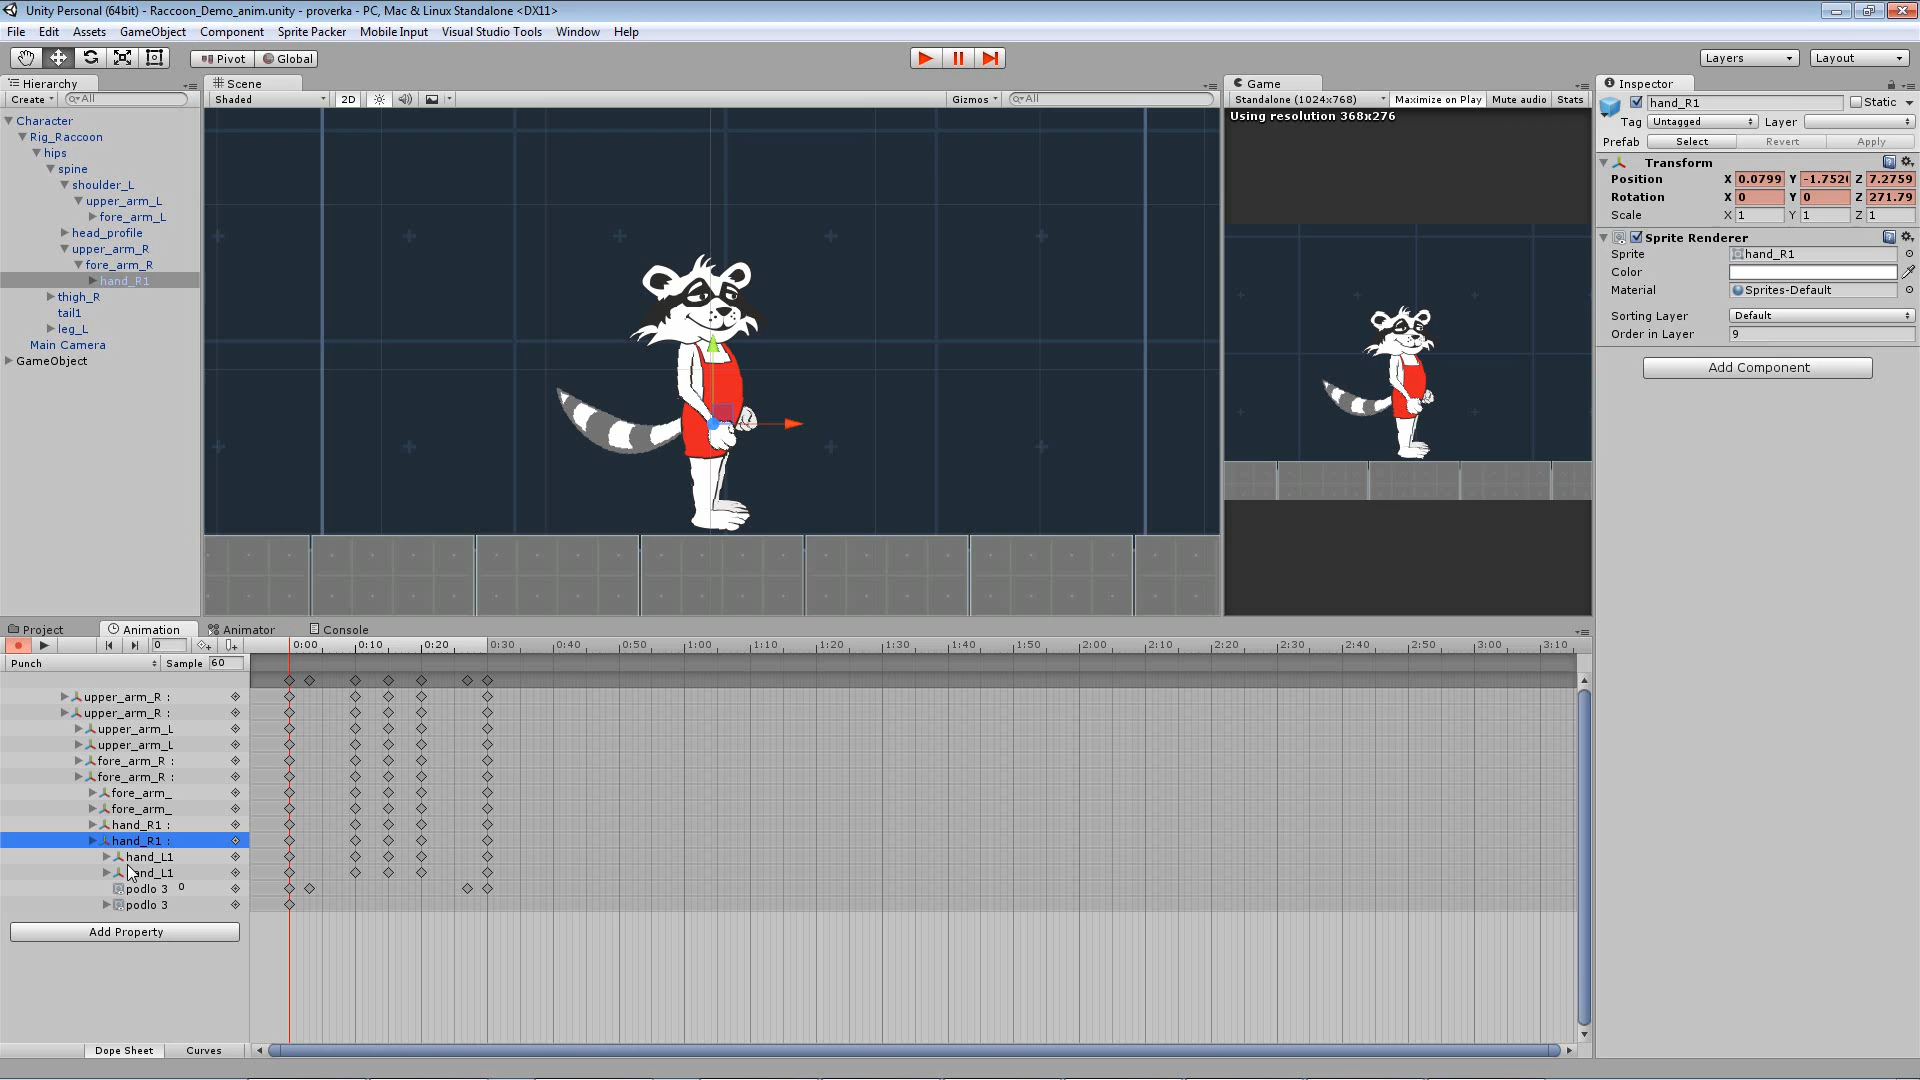 Unity Personal (64bit) - Raccoon_Demo_anim.unity - proverka - PC, Mac & Linux Standalone <DX11>
File Edit Assets GameObject Component Sprite Packer Mobile Input Visual Studio Tools Window Help
Pivot Global Layers Layout
Hierarchy
Create All
Character
Rig_Raccoon
hips
spine
shoulder_L
upper_arm_L
fore_arm_L
head_profile
upper_arm_R
fore_arm_R
hand_R1
thigh_R
tail1
leg_L
Main Camera
GameObject
Scene
Shaded 2D Gizmos All
Game
Standalone (1024x768) Maximize on Play Mute audio Stats
Using resolution 368x276
Inspector
hand_R1 Static
Tag Untagged Layer
Prefab Select Revert Apply
Transform
Position X 0.0799 Y -1.752 Z 7.2759
Rotation X 0 Y 0 Z 271.79
Scale X 1 Y 1 Z 1
Sprite Renderer
Sprite hand_R1
Color
Material Sprites-Default
Sorting Layer Default
Order in Layer 9
Add Component
Project Animation Animator Console
0 0:00 0:10 0:20 0:30 0:40 0:50 1:00 1:10 1:20 1:30 1:40 1:50 2:00 2:10 2:20 2:30 2:40 2:50 3:00 3:10
Punch Sample 60
upper_arm_R :
upper_arm_R :
upper_arm_L
upper_arm_L
fore_arm_R :
fore_arm_R :
fore_arm_
fore_arm_
hand_R1 :
hand_R1 :
hand_L1
hand_L1
podlo 3 0
podlo 3
Add Property
Dope Sheet Curves